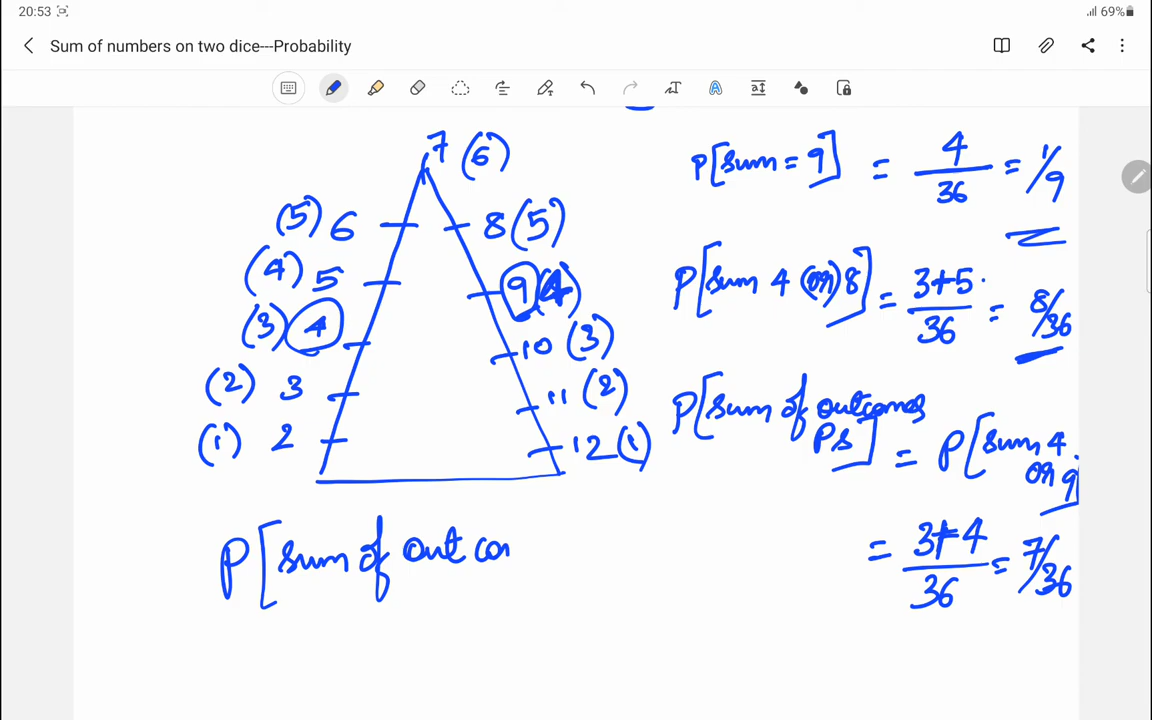 20:53
69%
Sum of numbers on two dice---Probability
7 (6)
(5) 6
8 (5)
(4) 5
9 (4)
(3) 4
10 (3)
(2) 3
11 (2)
(1) 2
12 (1)
P[sum of out con
P[sum = 9] = 4/36 = 1/9
P[sum 4 (or) 8] = 3+5/36 = 8/36
P[sum of outcomes
PS] = P[sum 4
or 9
= 3+4/36 = 7/36